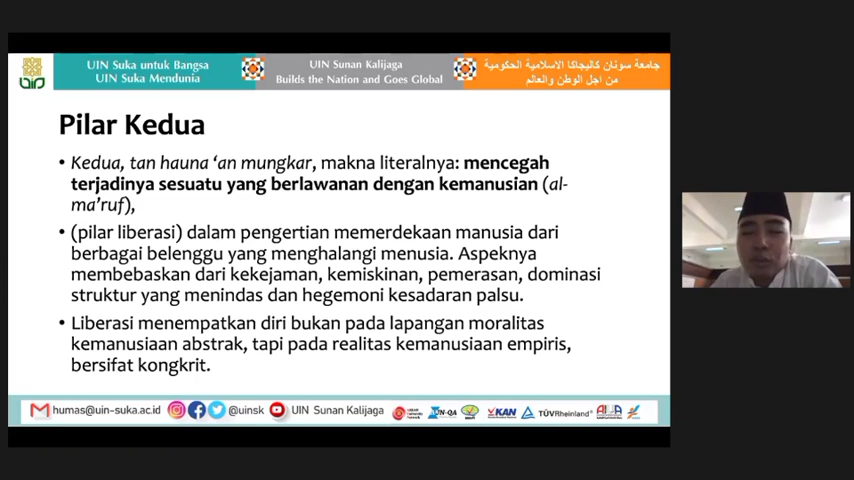 UIN Suka untuk Bangsa
UIN Suka Mendunia
UIN Sunan Kalijaga
Builds the Nation and Goes Global
جامعة سونان كاليجاكا الاسلامية الحكومية
من اجل الوطن والعالم
Pilar Kedua
• Kedua, tan hauna ‘an mungkar, makna literalnya: mencegah
terjadinya sesuatu yang berlawanan dengan kemanusian (al-
ma’ruf),
• (pilar liberasi) dalam pengertian memerdekaan manusia dari
berbagai belenggu yang menghalangi menusia. Aspeknya
membebaskan dari kekejaman, kemiskinan, pemerasan, dominasi
struktur yang menindas dan hegemoni kesadaran palsu.
• Liberasi menempatkan diri bukan pada lapangan moralitas
kemanusiaan abstrak, tapi pada realitas kemanusiaan empiris,
bersifat kongkrit.
humas@uin-suka.ac.id @uinsk UIN Sunan Kalijaga KAN TÜVRheinland